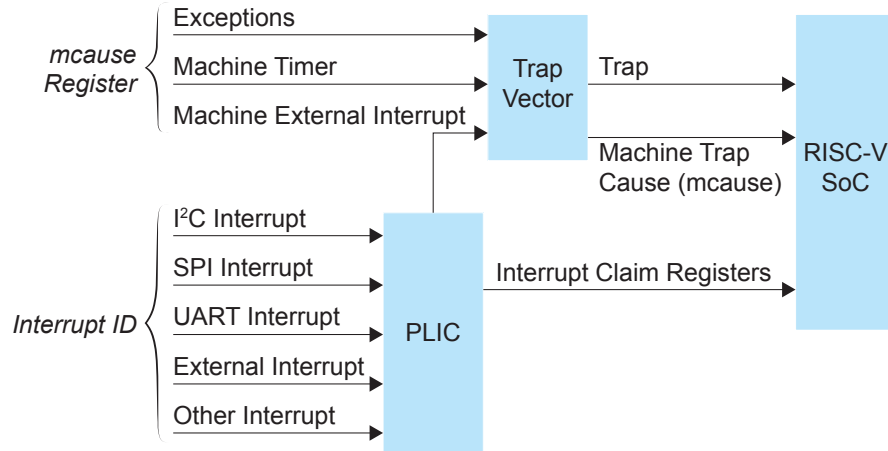 Exceptions
mcause
Register
Machine Timer
Machine External Interrupt
Trap
Vector
Trap
Machine Trap
Cause (mcause)
RISC-V
SoC
I²C Interrupt
SPI Interrupt
Interrupt ID
UART Interrupt
External Interrupt
Other Interrupt
PLIC
Interrupt Claim Registers